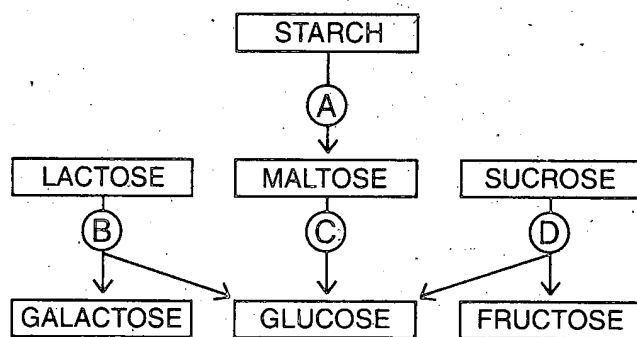 STARCH
A
LACTOSE MALTOSE SUCROSE
B C D
GALACTOSE GLUCOSE FRUCTOSE